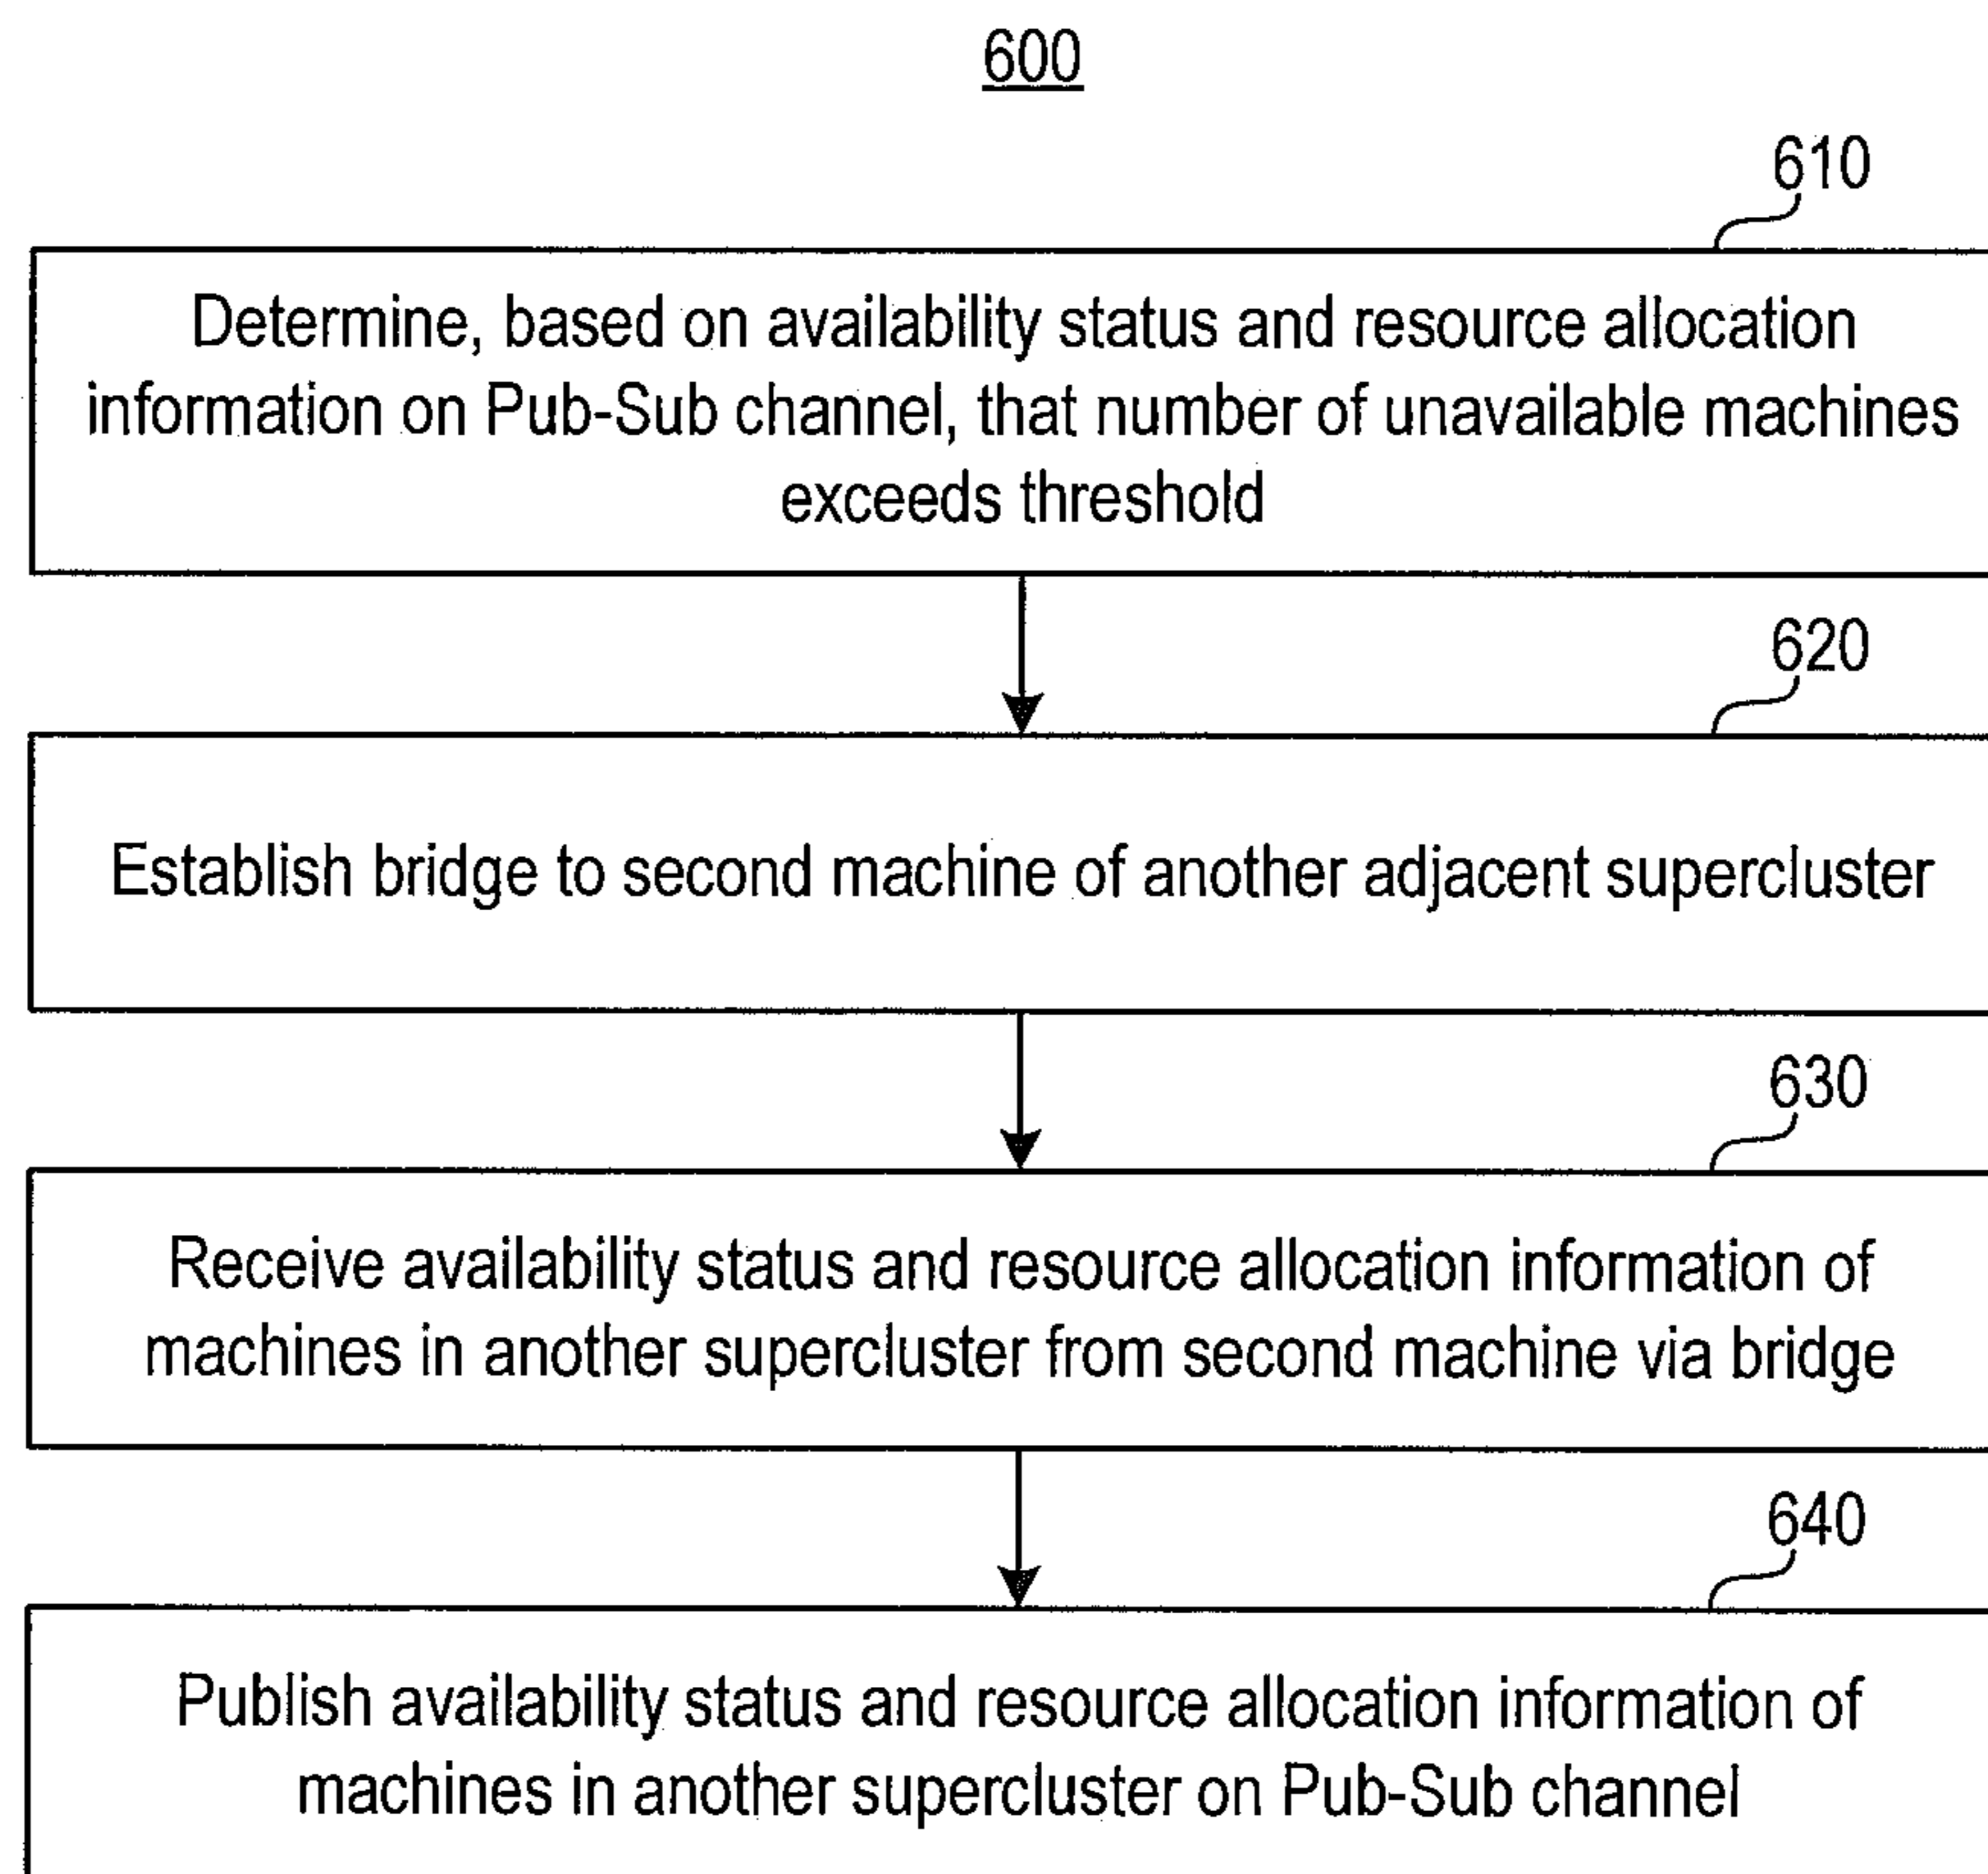 600
610
Determine, based on availability status and resource allocation
information on Pub-Sub channel, that number of unavailable machines
exceeds threshold
620
Establish bridge to second machine of another adjacent supercluster
630
Receive availability status and resource allocation information of
machines in another supercluster from second machine via bridge
640
Publish availability status and resource allocation information of
machines in another supercluster on Pub-Sub channel